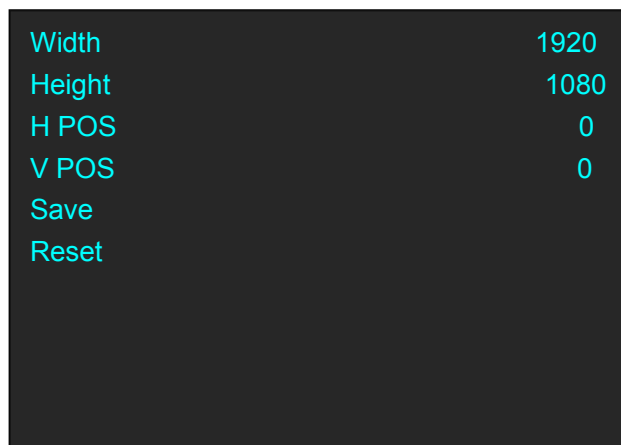 Width 1920
Height 1080
H POS 0
V POS 0
Save
Reset